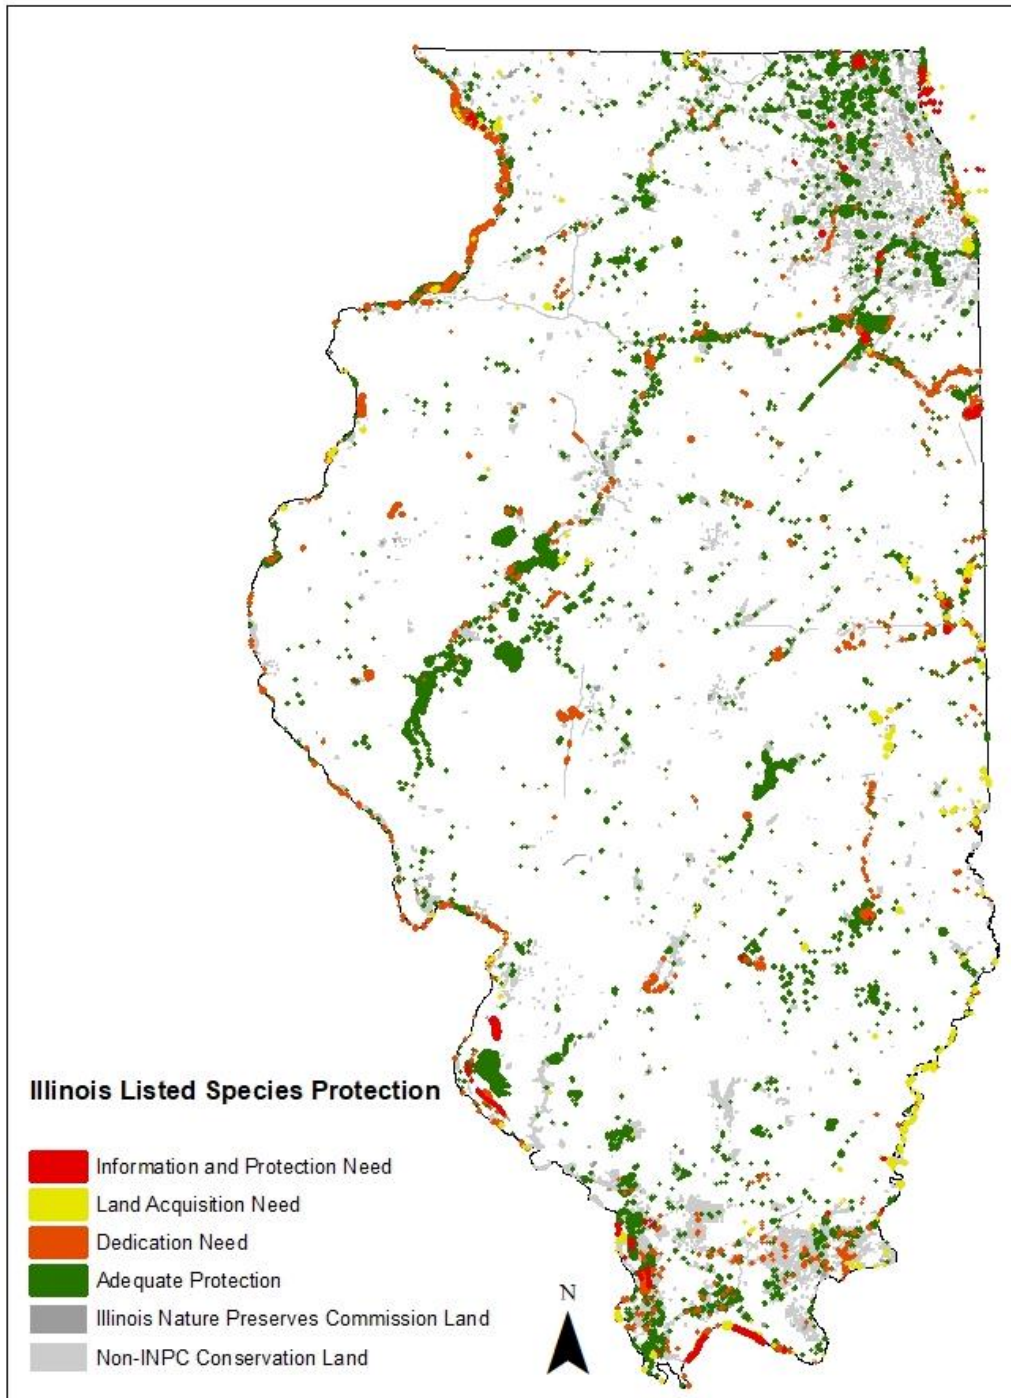 Illinois Listed Species Protection
Information and Protection Need
Land Acquisition Need
Dedication Need
Adequate Protection
Illinois Nature Preserves Commission Land
Non-INPC Conservation Land
N